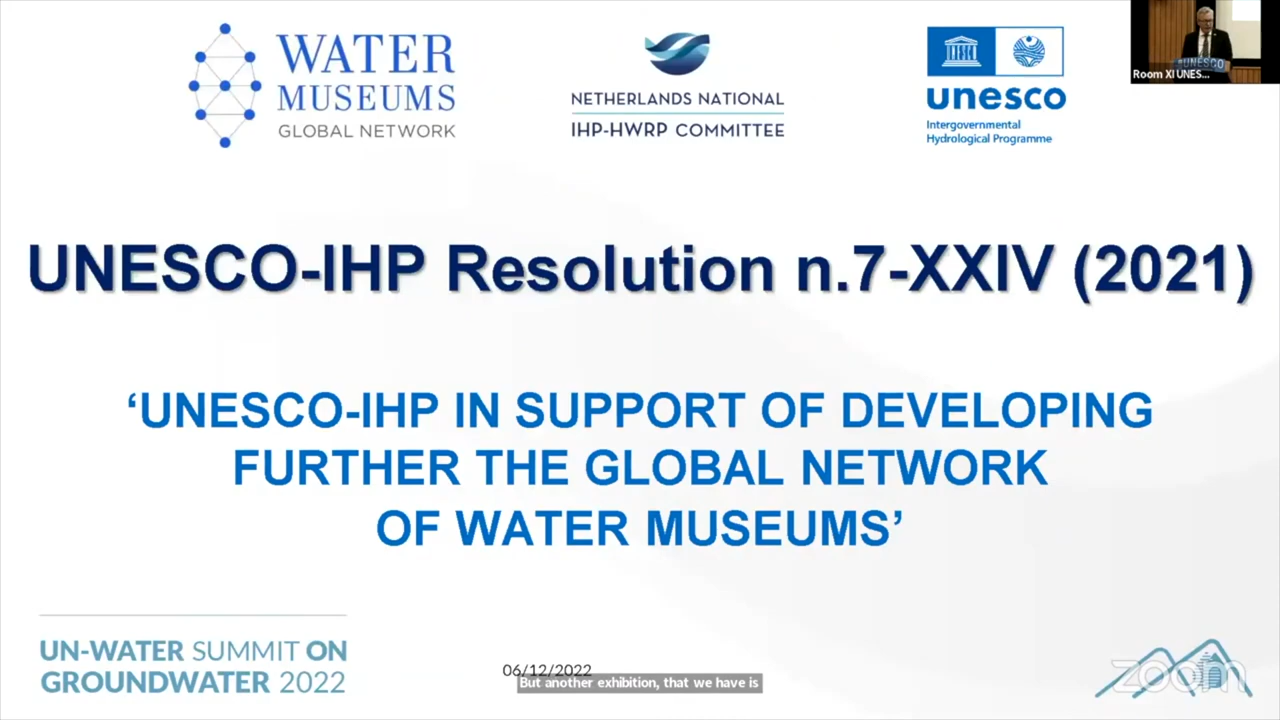 WATER
MUSEUMS
GLOBAL NETWORK
NETHERLANDS NATIONAL
IHP-HWRP COMMITTEE
unesco
Intergovernmental
Hydrological Programme
UNESCO
Room XI UNES...
UNESCO-IHP Resolution n.7-XXIV (2021)
‘UNESCO-IHP IN SUPPORT OF DEVELOPING
FURTHER THE GLOBAL NETWORK
OF WATER MUSEUMS’
UN-WATER SUMMIT ON
GROUNDWATER 2022
06/12/2022
But another exhibition, that we have is
zoom